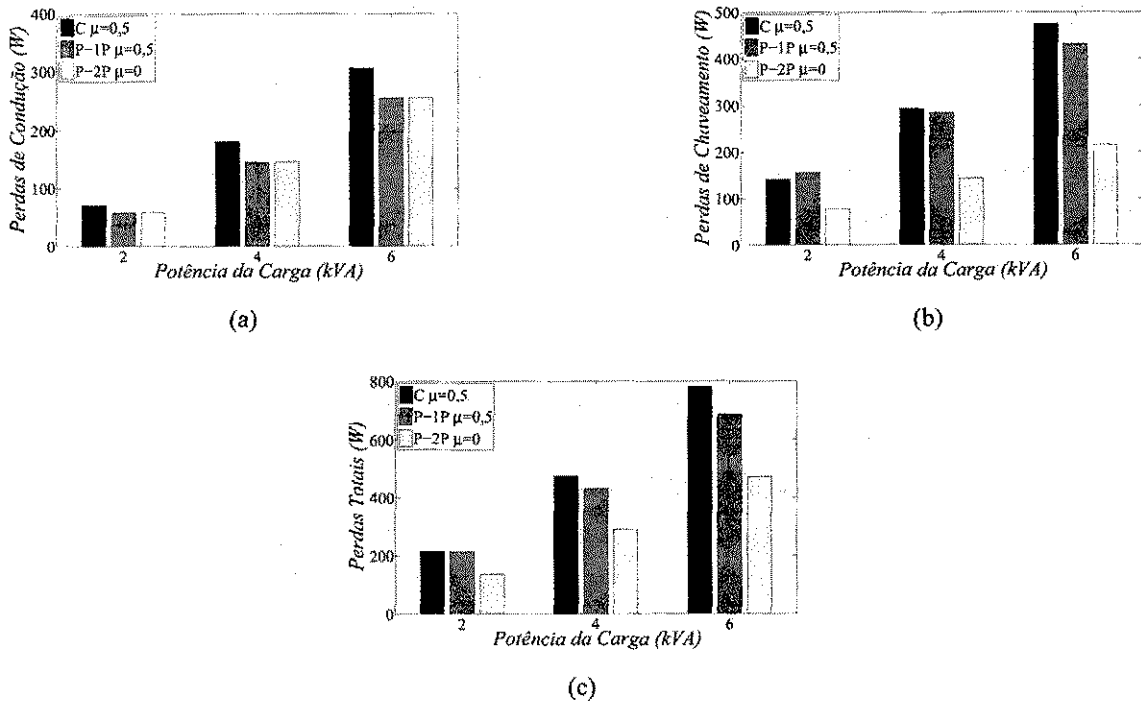 Perdas de Condução (W)
400
300
200
100
0
C μ=0,5
P−1P μ=0,5
P−2P μ=0
2
4
6
Potência da Carga (kVA)
(a)
Perdas de Chaveamento (W)
500
400
300
200
100
0
C μ=0,5
P−1P μ=0,5
P−2P μ=0
2
4
6
Potência da Carga (kVA)
(b)
Perdas Totais (W)
800
600
400
200
0
C μ=0,5
P−1P μ=0,5
P−2P μ=0
2
4
6
Potência da Carga (kVA)
(c)